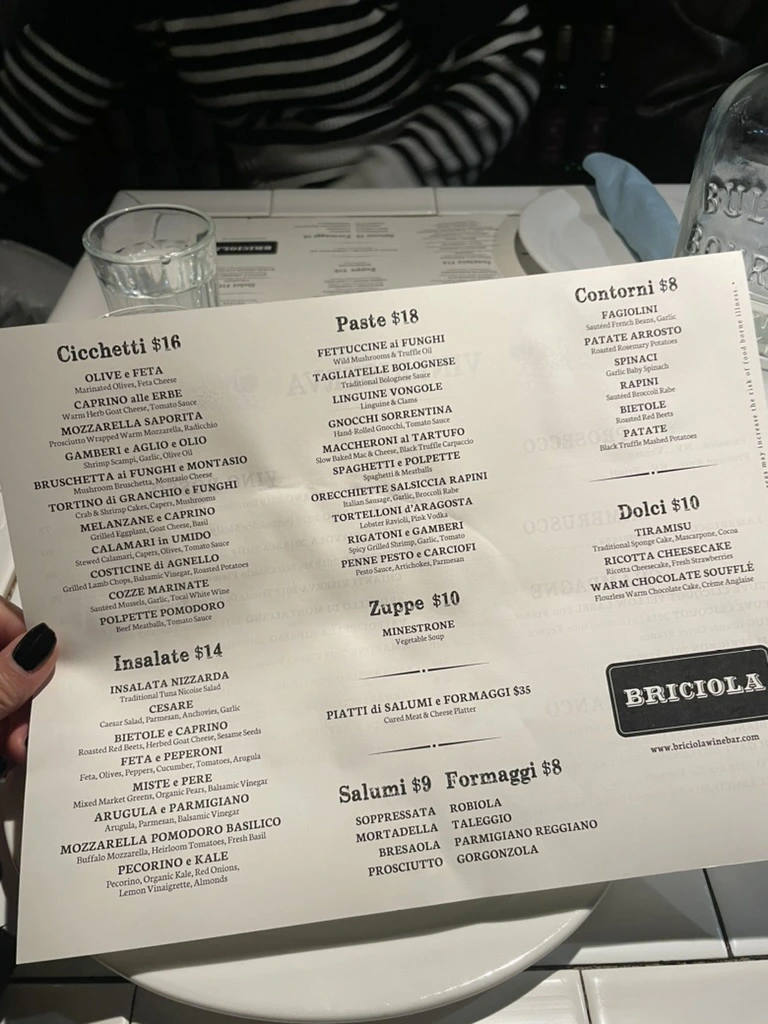 Cicchetti $16
OLIVE e FETA
Marinated Olives, Feta Cheese
CAPRINO alle ERBE
Warm Herb Goat Cheese, Tomato Sauce
MOZZARELLA SAPORITA
Prosciutto Wrapped Warm Mozzarella, Radicchio
GAMBERI e AGLIO e OLIO
Shrimp Scampi, Garlic, Olive Oil
BRUSCHETTA ai FUNGHI e MONTASIO
Mushroom Bruschetta, Montasio Cheese
TORTINO di GRANCHIO e FUNGHI
Crab & Shrimp Cakes, Capers, Mushrooms
MELANZANE e CAPRINO
Grilled Eggplant, Goat Cheese, Basil
CALAMARI in UMIDO
Stewed Calamari, Capers, Olives, Tomato Sauce
COSTICINE di AGNELLO
Grilled Lamb Chops, Balsamic Vinegar, Roasted Potatoes
COZZE MARINATE
Sautéed Mussels, Garlic, Tocai White Wine
POLPETTE POMODORO
Beef Meatballs, Tomato Sauce
Insalate $14
INSALATA NIZZARDA
Traditional Tuna Nicoise Salad
CESARE
Caesar Salad, Parmesan, Anchovies, Garlic
BIETOLE e CAPRINO
Roasted Red Beets, Herbed Goat Cheese, Sesame Seeds
FETA e PEPERONI
Feta, Olives, Peppers, Cucumber, Tomatoes, Arugula
MISTE e PERE
Mixed Market Greens, Organic Pears, Balsamic Vinegar
ARUGULA e PARMIGIANO
Arugula, Parmesan, Balsamic Vinegar
MOZZARELLA POMODORO BASILICO
Buffalo Mozzarella, Heirloom Tomatoes, Fresh Basil
PECORINO e KALE
Pecorino, Organic Kale, Red Onions,
Lemon Vinaigrette, Almonds
Paste $18
FETTUCCINE ai FUNGHI
Wild Mushrooms & Truffle Oil
TAGLIATELLE BOLOGNESE
Traditional Bolognese Sauce
LINGUINE VONGOLE
Linguine & Clams
GNOCCHI SORRENTINA
Hand-Rolled Gnocchi, Tomato Sauce
MACCHERONI al TARTUFO
Slow Baked Mac & Cheese, Black Truffle Carpaccio
SPAGHETTI e POLPETTE
Spaghetti & Meatballs
ORECCHIETTE SALSICCIA RAPINI
Italian Sausage, Garlic, Broccoli Rabe
TORTELLONI d'ARAGOSTA
Lobster Ravioli, Pink Vodka
RIGATONI e GAMBERI
Spicy Grilled Shrimp, Garlic, Tomato
PENNE PESTO e CARCIOFI
Pesto Sauce, Artichokes, Parmesan
Zuppe $10
MINESTRONE
Vegetable Soup
PIATTI di SALUMI e FORMAGGI $35
Cured Meat & Cheese Platter
Salumi $9 Formaggi $8
SOPPRESSATA ROBIOLA
MORTADELLA TALEGGIO
BRESAOLA PARMIGIANO REGGIANO
PROSCIUTTO GORGONZOLA
Contorni $8
FAGIOLINI
Sautéed French Beans, Garlic
PATATE ARROSTO
Roasted Rosemary Potatoes
SPINACI
Garlic Baby Spinach
RAPINI
Sautéed Broccoli Rabe
BIETOLE
Roasted Red Beets
PATATE
Black Truffle Mashed Potatoes
Dolci $10
TIRAMISU
Traditional Sponge Cake, Mascarpone, Cocoa
RICOTTA CHEESECAKE
Ricotta Cheesecake, Fresh Strawberries
WARM CHOCOLATE SOUFFLÉ
Flourless Warm Chocolate Cake, Crème Anglaise
BRICIOLA
www.briciolawinebar.com
may increase the risk of food borne illness.
BRICIOLA